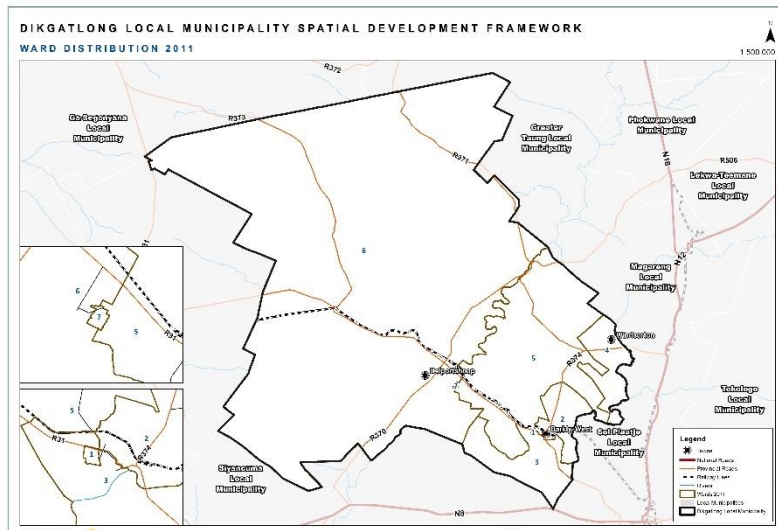 DIKGATLONG LOCAL MUNICIPALITY SPATIAL DEVELOPMENT FRAMEWORK
WARD DISTRIBUTION 2011
1:500 000
R372
Ga-Segonyana
Local
Municipality
R373
Greater
Taung Local
Municipality
Phokwane Local
Municipality
R371
N18
R506
Lekwa-Teemane
Local
Municipality
N12
Magareng
Local
Municipality
6
R31
6
7
5
R31
Warrenton
4
5
R374
Delportshoop
7
Tokologo
Local
Municipality
5
2
R31
1
R374
3
2
Barkly West
1
Sol Plaatje
Local
Municipality
3
R370
Siyancuma
Local
Municipality
N8
Legend
Towns
National Roads
Provincial Roads
Railway Lines
Rivers
Wards 2011
Local Municipalities
Dikgatlong Local Municipality